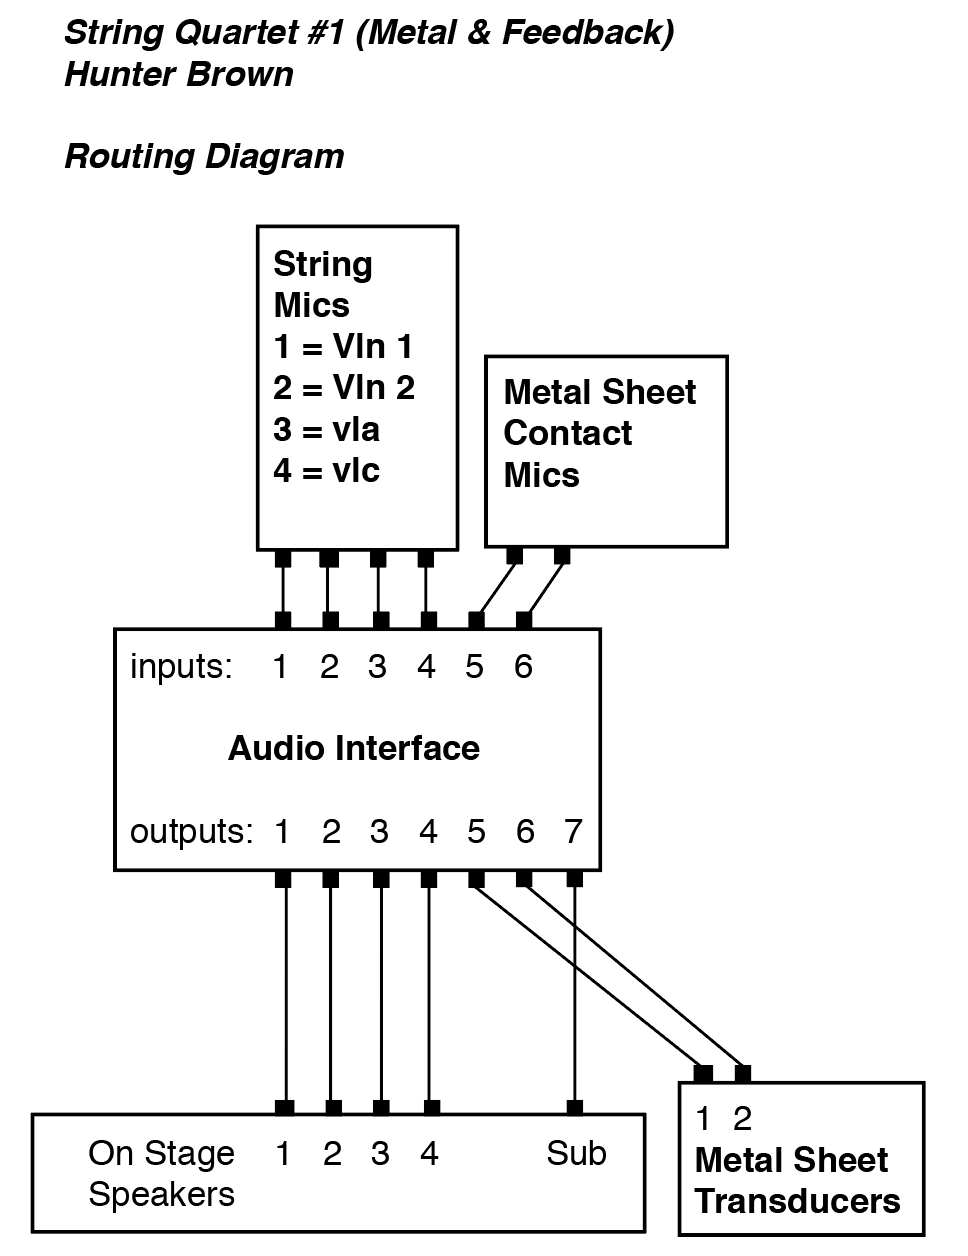 String Quartet #1 (Metal & Feedback)
Hunter Brown
Routing Diagram
String
Mics
1 = Vln 1
2 = Vln 2
3 = vla
4 = vlc
Metal Sheet
Contact
Mics
inputs: 1 2 3 4 5 6
Audio Interface
outputs: 1 2 3 4 5 6 7
On Stage 1 2 3 4 Sub
Speakers
1 2
Metal Sheet
Transducers